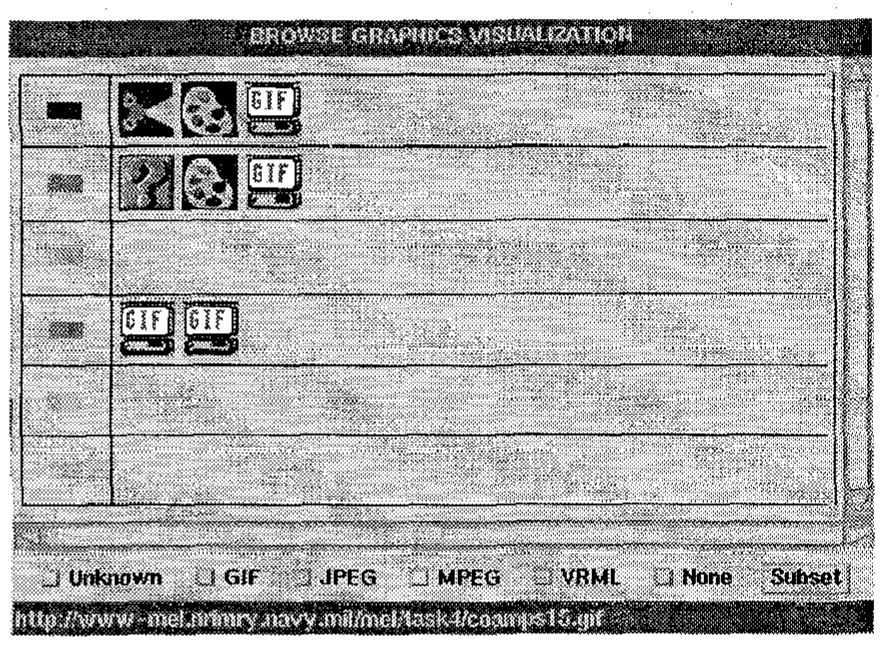 BROWSE GRAPHICS VISUALIZATION
GIF
GIF
GIF GIF
Unknown GIF JPEG MPEG VRML None Subset
http://www-mel.nrlmry.navy.mil/mel/task4/coamps15.gif